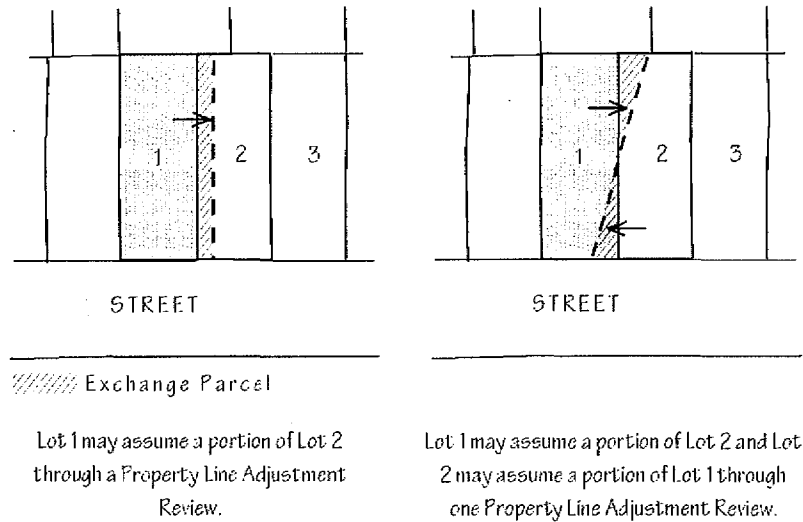 1 2 3
STREET
Exchange Parcel
Lot 1 may assume a portion of Lot 2
through a Property Line Adjustment
Review.
1 2 3
STREET
Lot 1 may assume a portion of Lot 2 and Lot
2 may assume a portion of Lot 1 through
one Property Line Adjustment Review.